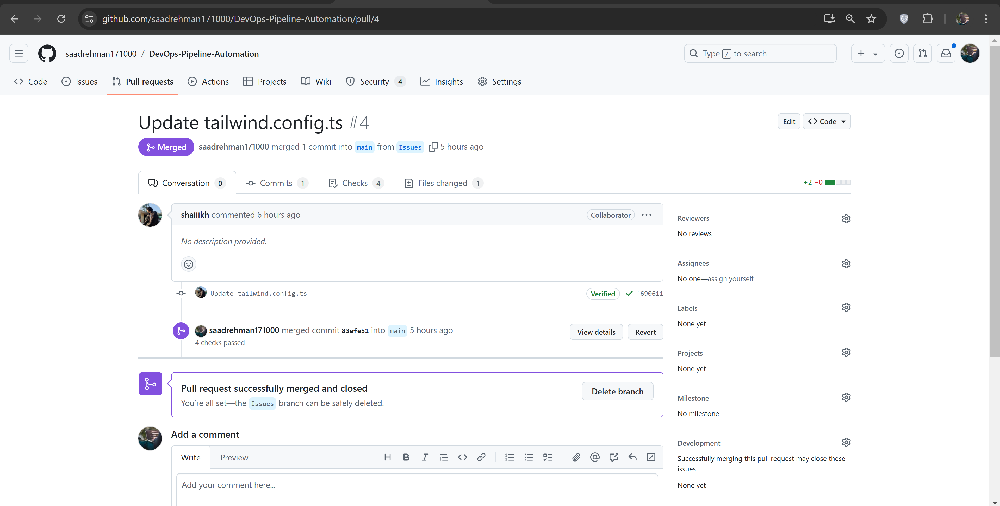 github.com/saadrehman171000/DevOps-Pipeline-Automation/pull/4
saadrehman171000 / DevOps-Pipeline-Automation
Type / to search
Code Issues Pull requests Actions Projects Wiki Security 4 Insights Settings
Update tailwind.config.ts #4
Edit Code
Merged saadrehman171000 merged 1 commit into main from Issues 5 hours ago
Conversation 0 Commits 1 Checks 4 Files changed 1
+2 −0
shaiiikh commented 6 hours ago
Collaborator
No description provided.
Update tailwind.config.ts
Verified f690611
saadrehman171000 merged commit 83efe51 into main 5 hours ago
4 checks passed
View details Revert
Pull request successfully merged and closed
You’re all set—the Issues branch can be safely deleted.
Delete branch
Add a comment
Write Preview
Add your comment here...
Reviewers
No reviews
Assignees
No one—assign yourself
Labels
None yet
Projects
None yet
Milestone
No milestone
Development
Successfully merging this pull request may close these
issues.
None yet